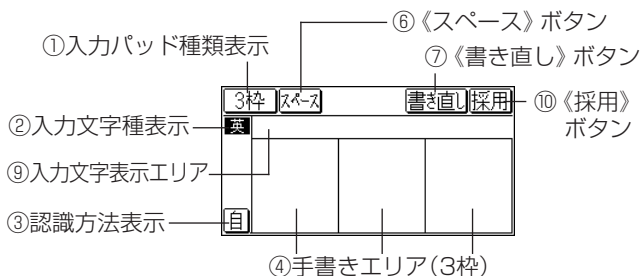 ⑥《スペース》ボタン
①入力パッド種類表示
⑦《書き直し》ボタン
3枠 スペース 書き直し 採用
⑩《採用》
ボタン
②入力文字種表示
英
⑨入力文字表示エリア
③認識方法表示
自
④手書きエリア(3枠)